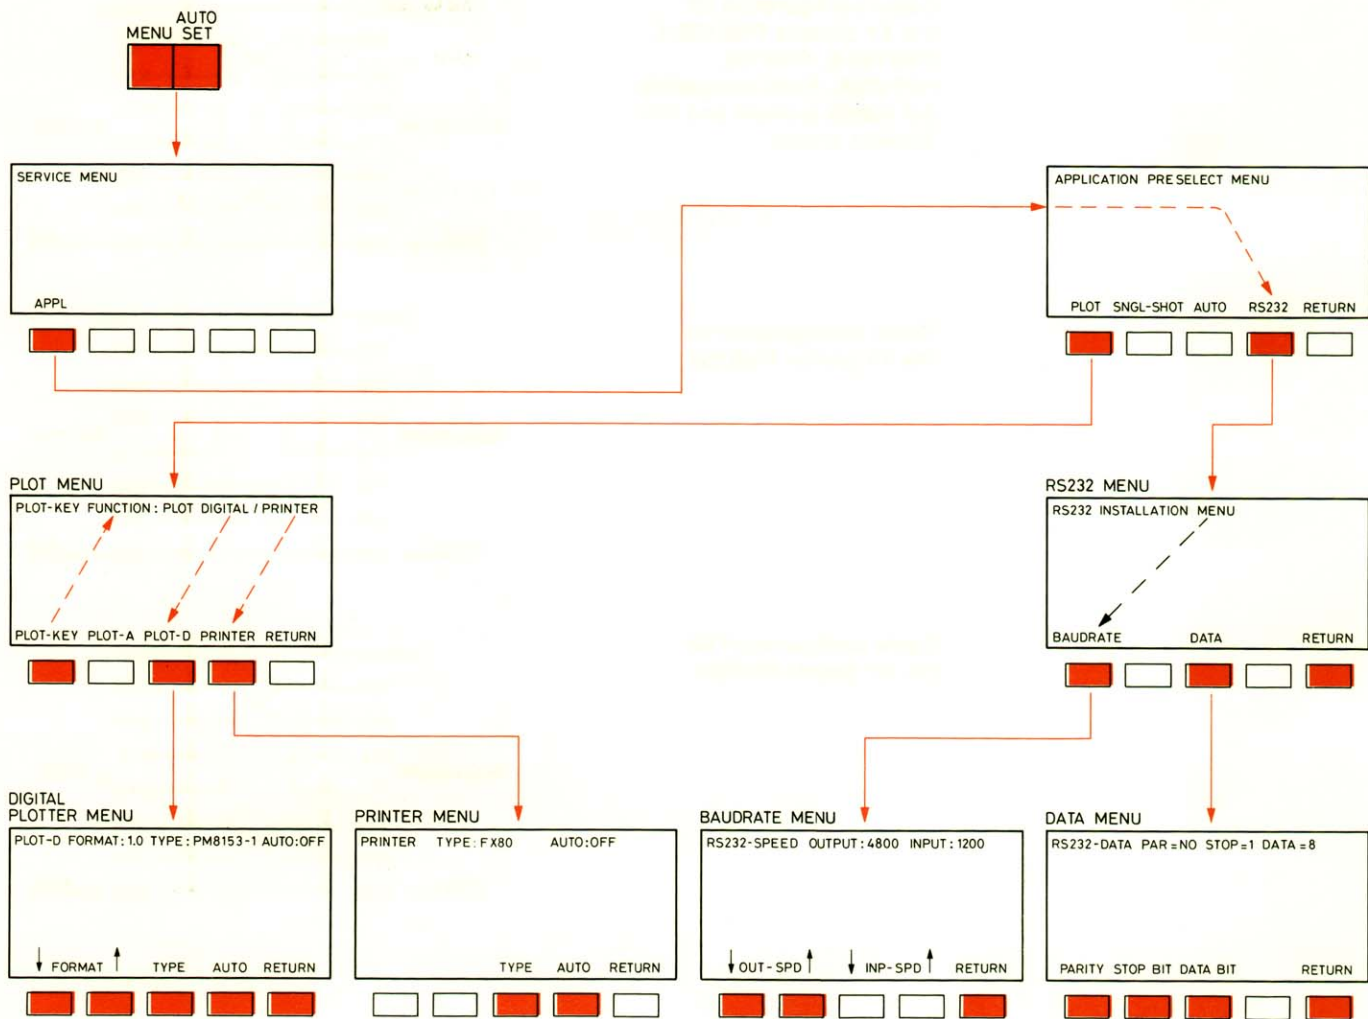 AUTO
MENU SET
SERVICE MENU
APPL
APPLICATION PRESELECT MENU
PLOT SNGL-SHOT AUTO RS232 RETURN
PLOT MENU
PLOT-KEY FUNCTION: PLOT DIGITAL / PRINTER
PLOT-KEY PLOT-A PLOT-D PRINTER RETURN
RS232 MENU
RS232 INSTALLATION MENU
BAUDRATE DATA RETURN
DIGITAL
PLOTTER MENU
PLOT-D FORMAT:1.0 TYPE:PM8153-1 AUTO:OFF
↓ FORMAT ↑ TYPE AUTO RETURN
PRINTER MENU
PRINTER TYPE:FX80 AUTO:OFF
TYPE AUTO RETURN
BAUDRATE MENU
RS232-SPEED OUTPUT:4800 INPUT:1200
↓ OUT-SPD ↑ ↓ INP-SPD ↑ RETURN
DATA MENU
RS232-DATA PAR=NO STOP=1 DATA=8
PARITY STOP BIT DATA BIT RETURN